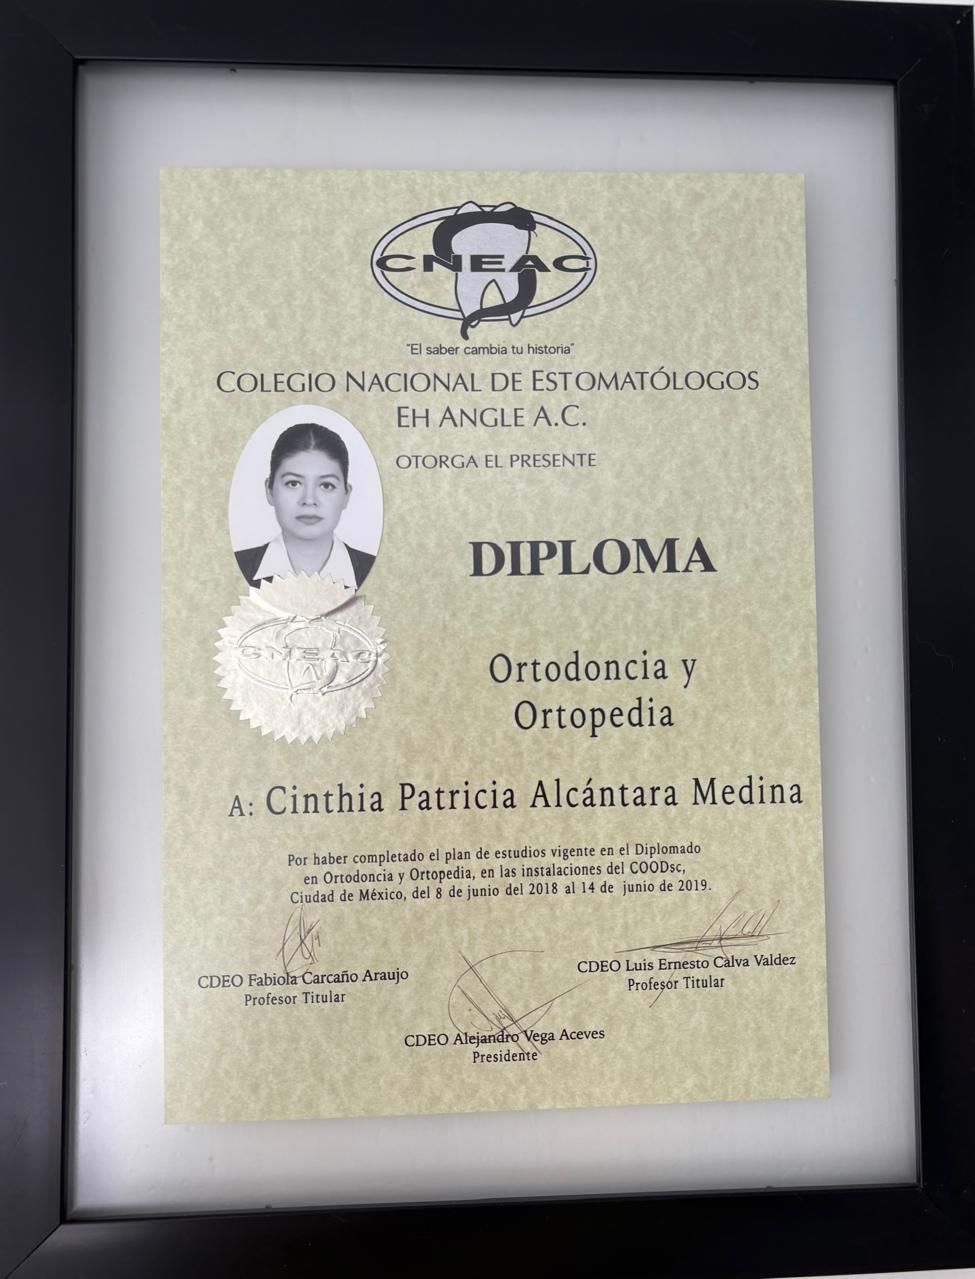 CNEAC
"El saber cambia tu historia"
COLEGIO NACIONAL DE ESTOMATÓLOGOS
EH ANGLE A.C.
OTORGA EL PRESENTE
DIPLOMA
CNEAC
Ortodoncia y
Ortopedia
A: Cinthia Patricia Alcántara Medina
Por haber completado el plan de estudios vigente en el Diplomado
en Ortodoncia y Ortopedia, en las instalaciones del COODsc,
Ciudad de México, del 8 de junio del 2018 al 14 de junio de 2019.
CDEO Fabiola Carcaño Araujo
Profesor Titular
CDEO Luis Ernesto Calva Valdez
Profesor Titular
CDEO Alejandro Vega Aceves
Presidente